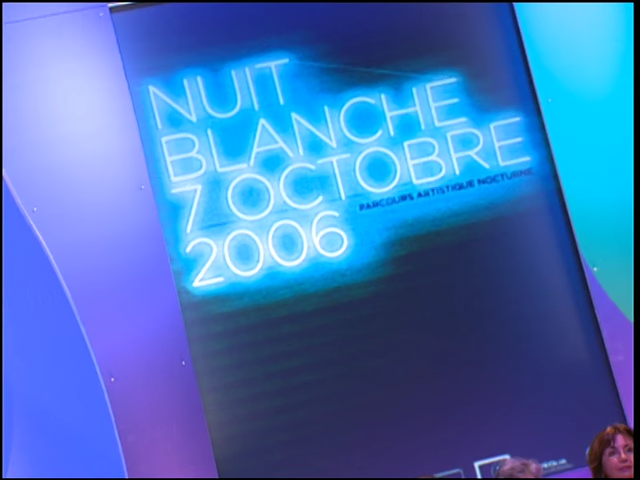 NUIT
BLANCHE
7 OCTOBRE
PARCOURS ARTISTIQUE NOCTURNE
2006